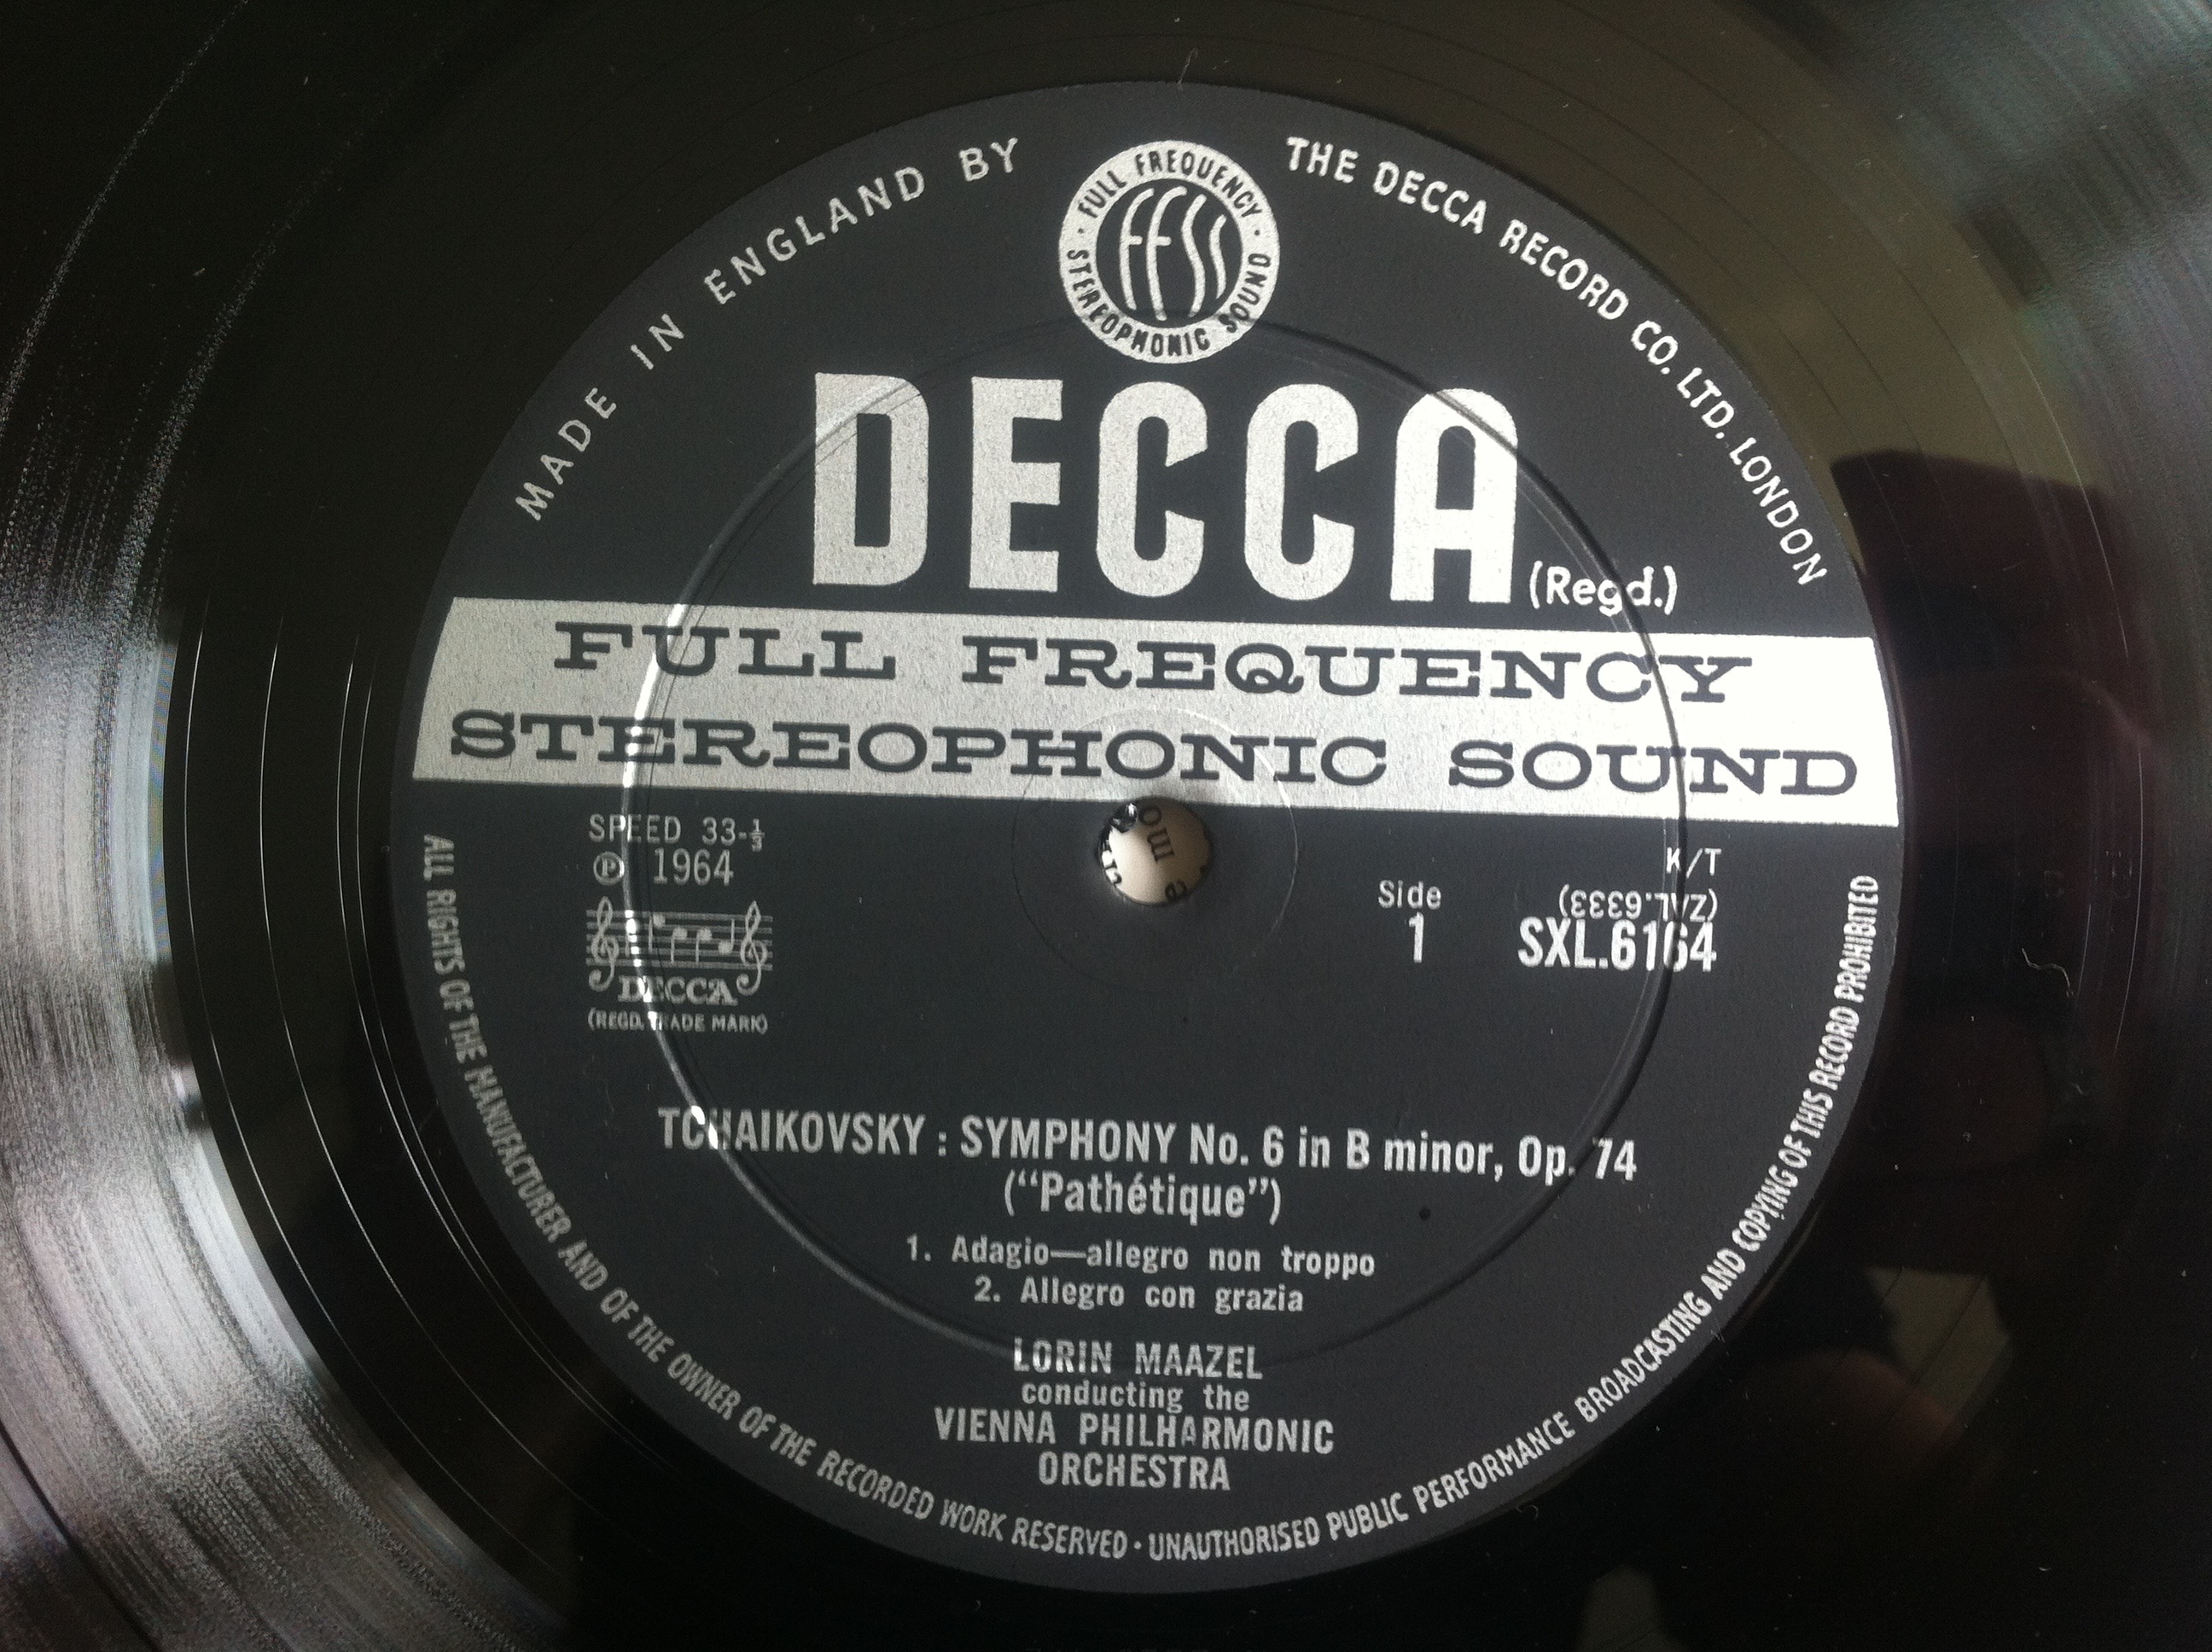 MADE IN ENGLAND BY
THE DECCA RECORD CO. LTD. LONDON
· FULL FREQUENCY ·
STEREOPHONIC SOUND
FFSS
DECCA (Regd.)
FULL FREQUENCY
STEREOPHONIC SOUND
SPEED 33-⅓
℗ 1964
DECCA
(REGD. TRADE MARK)
Side
1
K/T
(ZAL.6333)
SXL.6164
TCHAIKOVSKY : SYMPHONY No. 6 in B minor, Op. 74
(“Pathétique”)
1. Adagio—allegro non troppo
2. Allegro con grazia
LORIN MAAZEL
conducting the
VIENNA PHILHARMONIC
ORCHESTRA
ALL RIGHTS OF THE MANUFACTURER AND OF THE OWNER OF THE RECORDED WORK RESERVED · UNAUTHORISED PUBLIC PERFORMANCE BROADCASTING AND COPYING OF THIS RECORD PROHIBITED